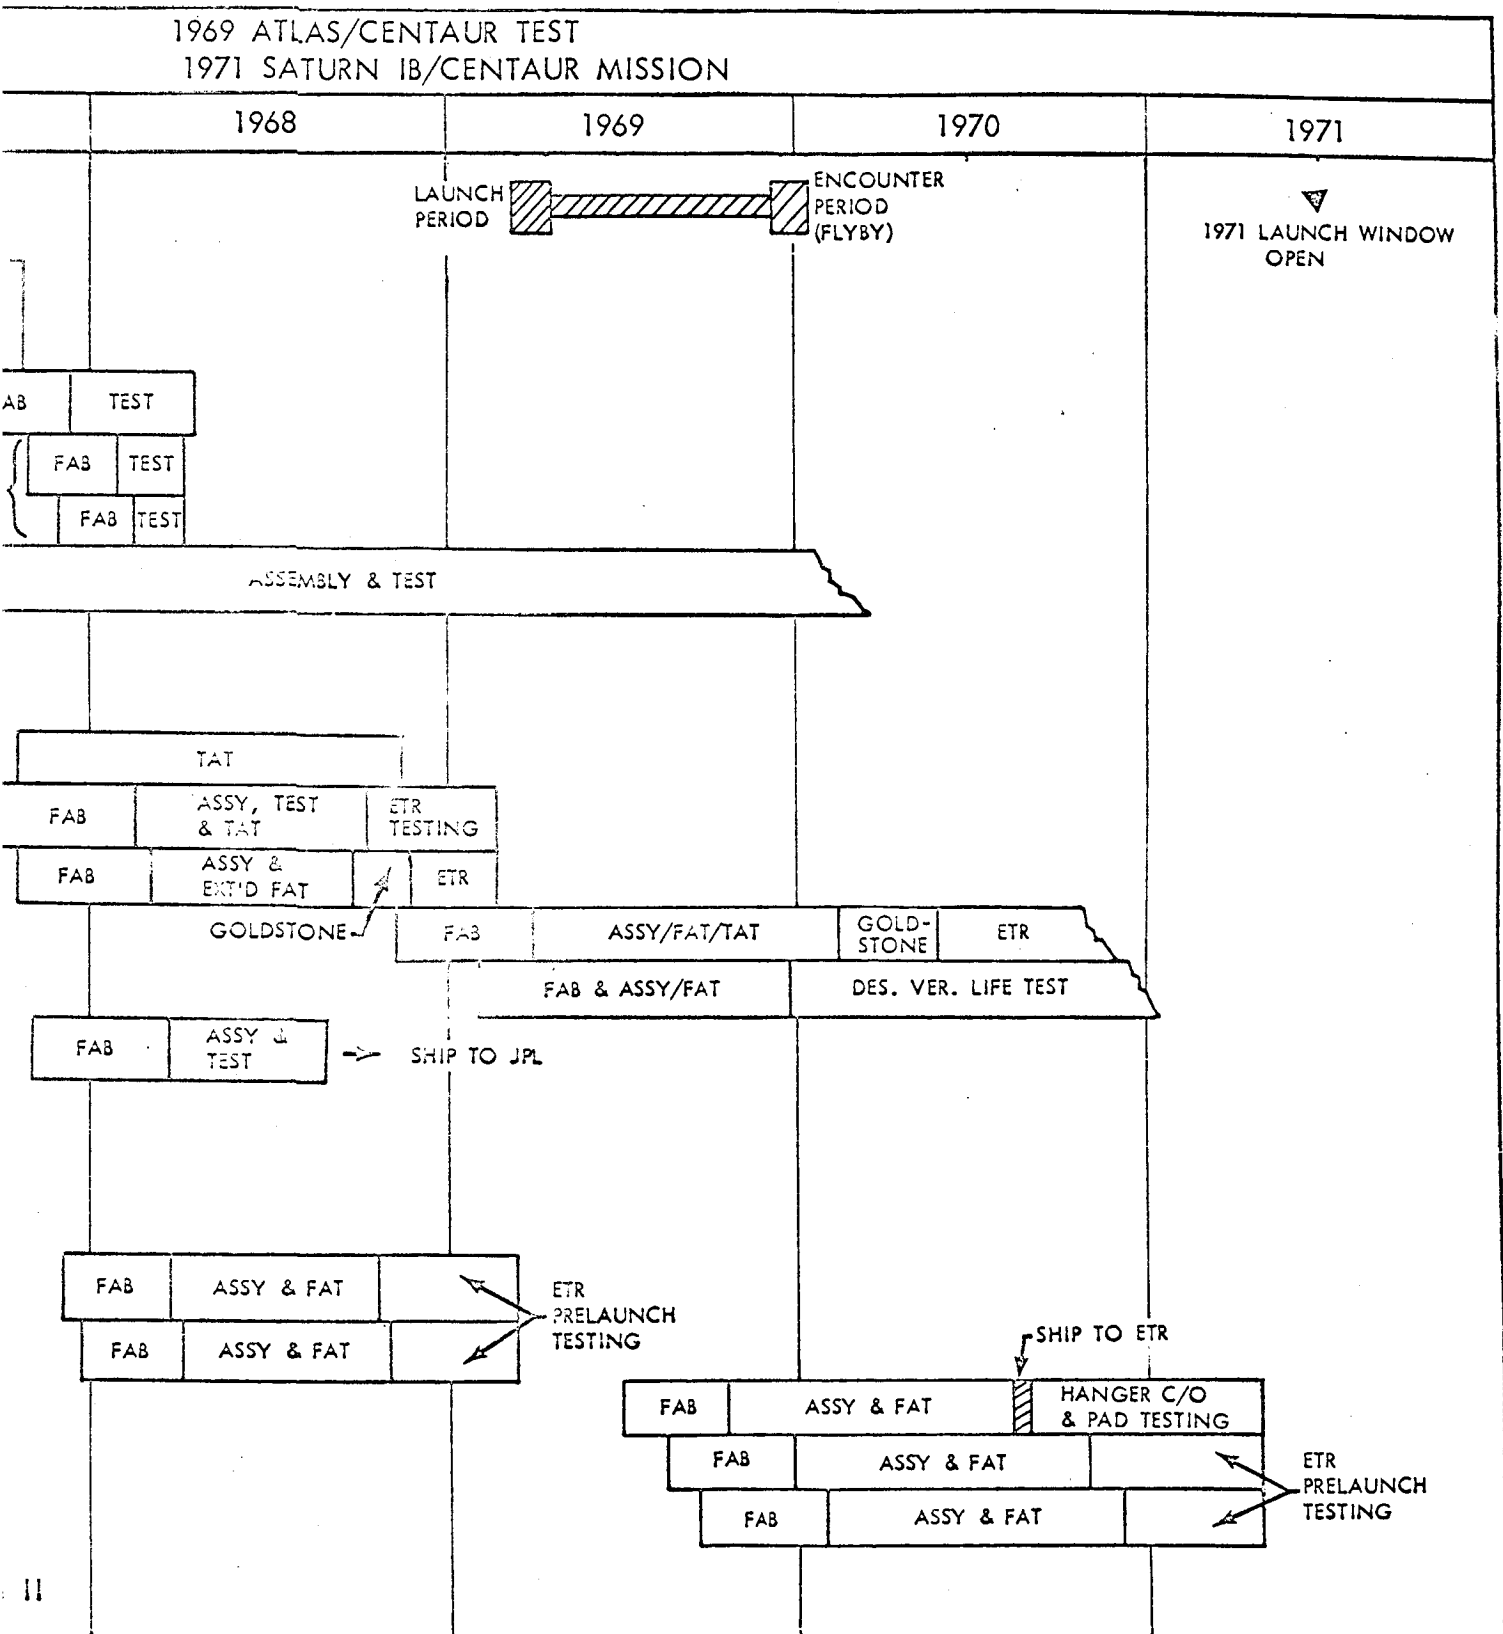 1969 ATLAS/CENTAUR TEST
1971 SATURN IB/CENTAUR MISSION
1968 1969 1970 1971
LAUNCH
PERIOD
ENCOUNTER
PERIOD
(FLYBY)
1971 LAUNCH WINDOW
OPEN
AB TEST
FAB TEST
FAB TEST
ASSEMBLY & TEST
TAT
FAB
ASSY, TEST
& TAT
ETR
TESTING
FAB
ASSY &
EXT'D FAT
ETR
GOLDSTONE
FAB
ASSY/FAT/TAT
GOLD-
STONE
ETR
FAB & ASSY/FAT
DES. VER. LIFE TEST
FAB
ASSY &
TEST
SHIP TO JPL
FAB ASSY & FAT
ETR
PRELAUNCH
TESTING
FAB ASSY & FAT
SHIP TO ETR
FAB ASSY & FAT
HANGER C/O
& PAD TESTING
FAB ASSY & FAT
ETR
PRELAUNCH
TESTING
FAB ASSY & FAT
II